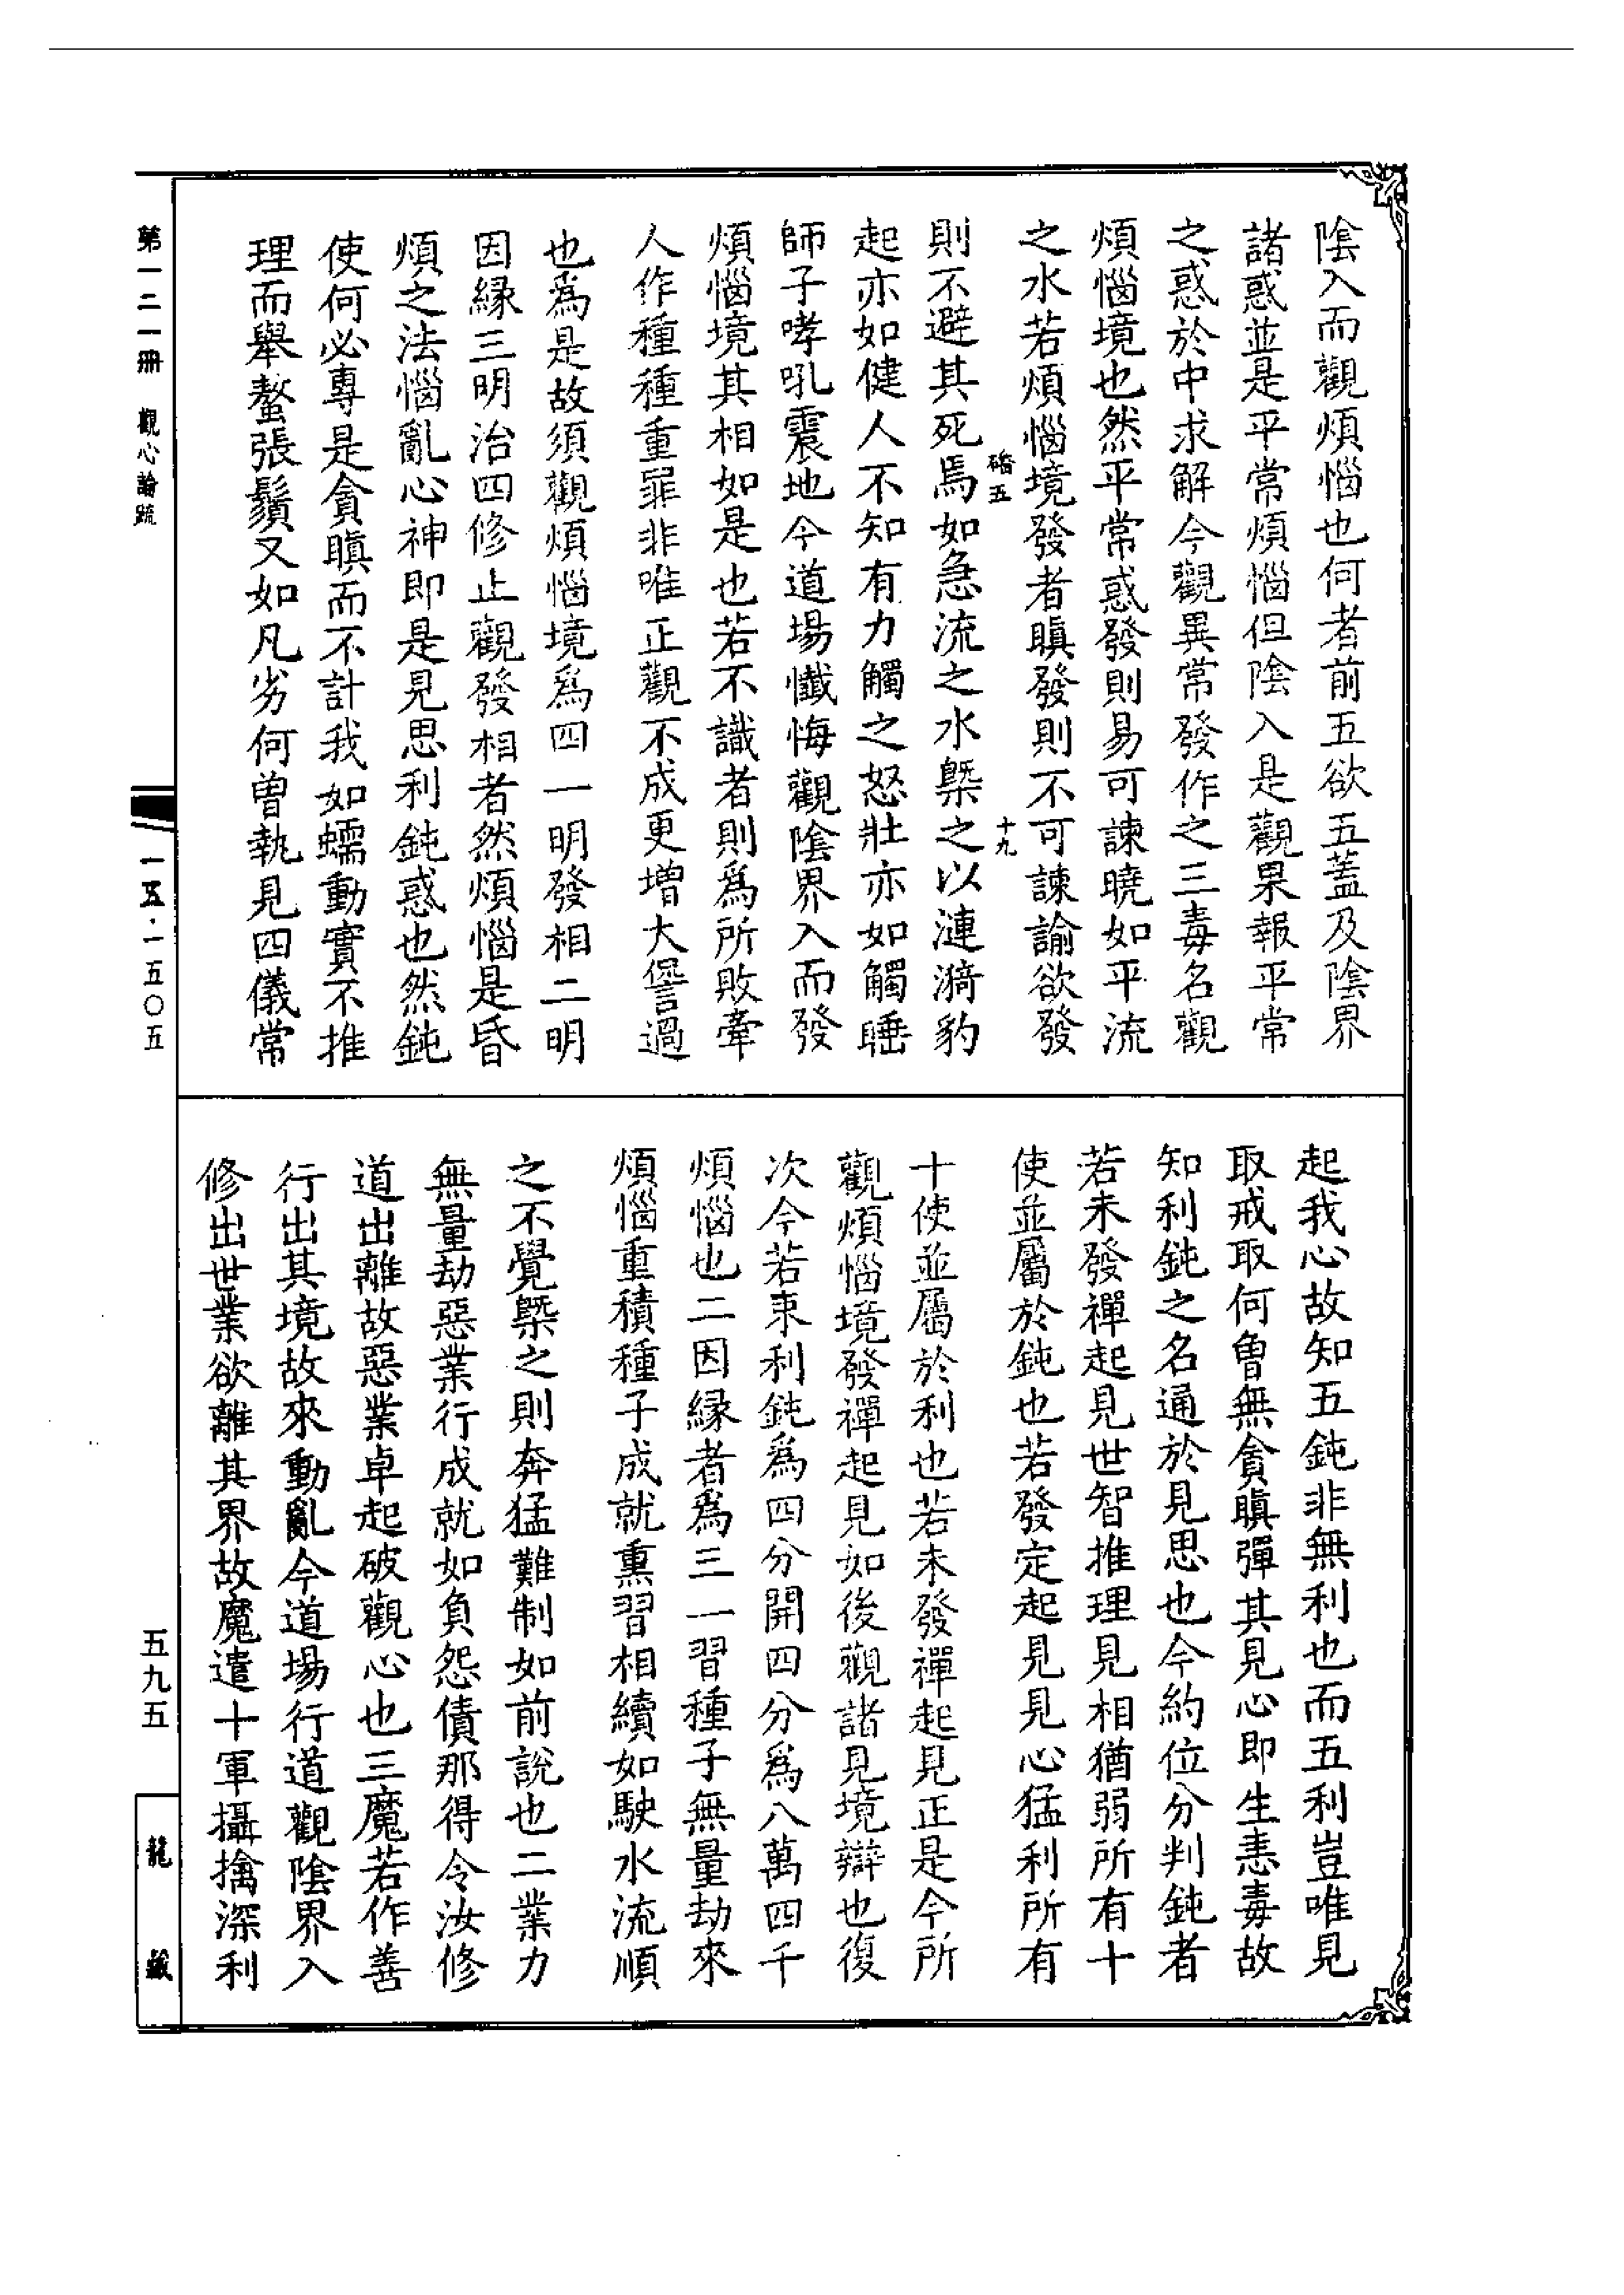 陰入而觀煩惱也何者前五欲五蓋及陰界
諸惑並是平常煩惱但陰入是觀果報平常
之惑於中求解今觀異常發作之三毒名觀
煩惱境也然平常惑發則易可諫曉如平流
之水若煩惱境發者瞋發則不可諫諭欲發
磻五
十九
則不避其死焉如急流之水槩之以漣漪豹
起亦如健人不知有力觸之怒壯亦如觸睡
師子哮吼震地今道場懺悔觀陰界入而發
煩惱境其相如是也若不識者則爲所敗牽
人作種種重罪非唯正觀不成更增大𠎝過
也爲是故須觀煩惱境爲四一明發相二明
因緣三明治四修止觀發相者然煩惱是昏
煩之法惱亂心神即是見思利鈍惑也然鈍
使何必專是貪瞋而不計我如蠕動實不推
理而舉螯張鬚又如凡劣何曾執見四儀常
起我心故知五鈍非無利也而五利豈唯見
取戒取何曾無貪瞋彈其見心即生恚毒故
知利鈍之名通於見思也今約位分判鈍者
若未發禪起見世智推理見相猶弱所有十
使並屬於鈍也若發定起見見心猛利所有
十使並屬於利也若未發禪起見正是今所
觀煩惱境發禪起見如後觀諸見境辯也復
次今若束利鈍爲四分開四分爲八萬四千
煩惱也二因緣者爲三一習種子無量劫來
煩惱重積種子成就熏習相續如駛水流順
之不覺槩之則奔猛難制如前說也二業力
無量劫惡業行成就如負怨債那得令汝修
道出離故惡業卓起破觀心也三魔若作善
行出其境故來動亂今道場行道觀陰界入
修出世業欲離其界故魔遣十軍攝擒深利
第一二一冊　觀心論疏
一五·一五〇五
五九五
龍藏